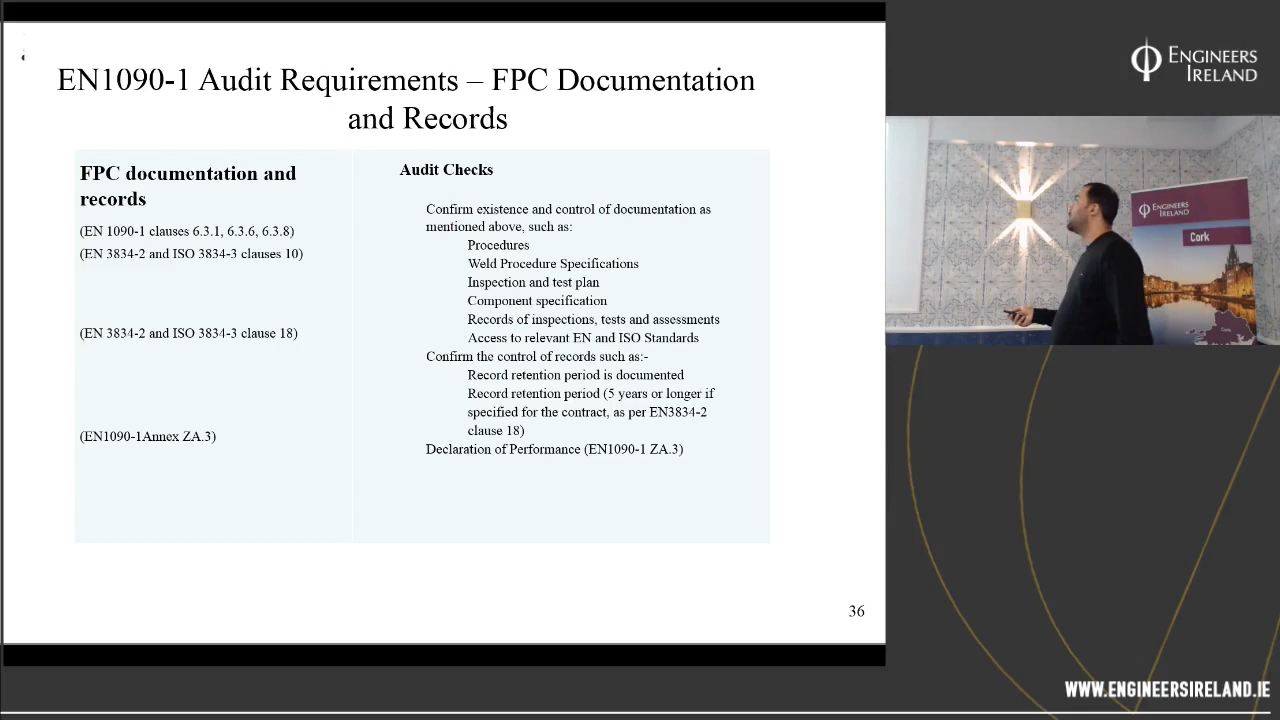 EN1090-1 Audit Requirements – FPC Documentation
and Records
FPC documentation and
records
(EN 1090-1 clauses 6.3.1, 6.3.6, 6.3.8)
(EN 3834-2 and ISO 3834-3 clauses 10)
(EN 3834-2 and ISO 3834-3 clause 18)
(EN1090-1Annex ZA.3)
Audit Checks
Confirm existence and control of documentation as
mentioned above, such as:
Procedures
Weld Procedure Specifications
Inspection and test plan
Component specification
Records of inspections, tests and assessments
Access to relevant EN and ISO Standards
Confirm the control of records such as:-
Record retention period is documented
Record retention period (5 years or longer if
specified for the contract, as per EN3834-2
clause 18)
Declaration of Performance (EN1090-1 ZA.3)
36
ENGINEERS
IRELAND
ENGINEERS
IRELAND
Cork
WWW.ENGINEERSIRELAND.IE